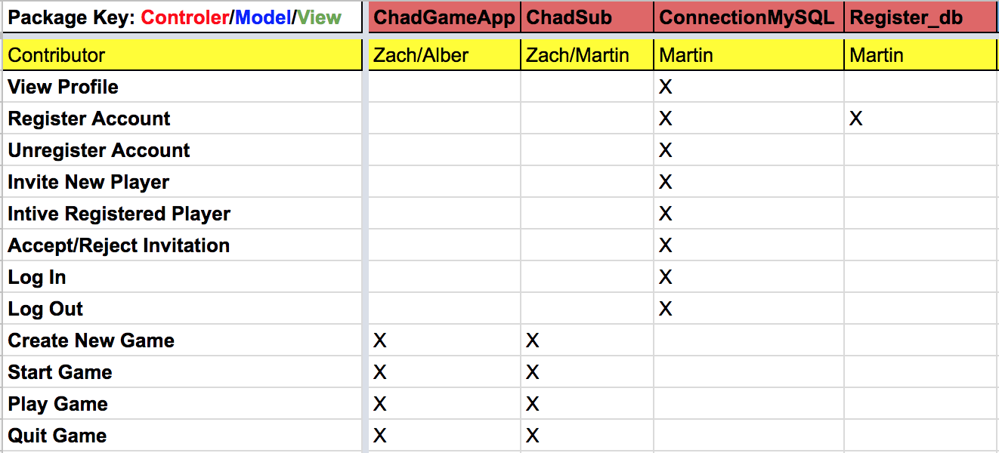 Package Key: Controler/Model/View ChadGameApp ChadSub ConnectionMySQL Register_db
Contributor Zach/Alber Zach/Martin Martin Martin
View Profile X
Register Account X X
Unregister Account X
Invite New Player X
Intive Registered Player X
Accept/Reject Invitation X
Log In X
Log Out X
Create New Game X X
Start Game X X
Play Game X X
Quit Game X X